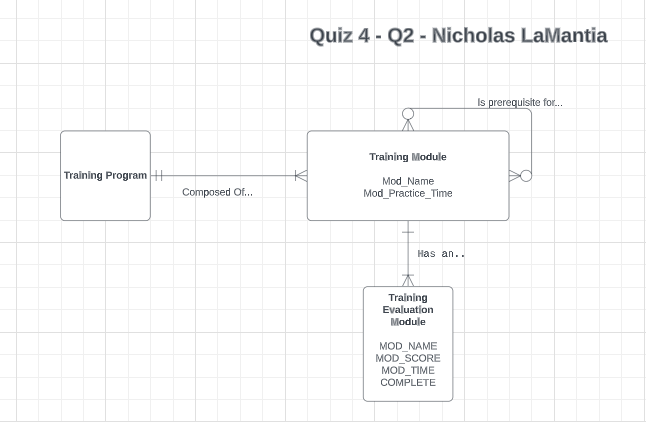 Quiz 4 - Q2 - Nicholas LaMantia
Is prerequisite for...
Training Program
Composed Of...
Training Module
Mod_Name
Mod_Practice_Time
Has an..
Training
Evaluation
Module
MOD_NAME
MOD_SCORE
MOD_TIME
COMPLETE